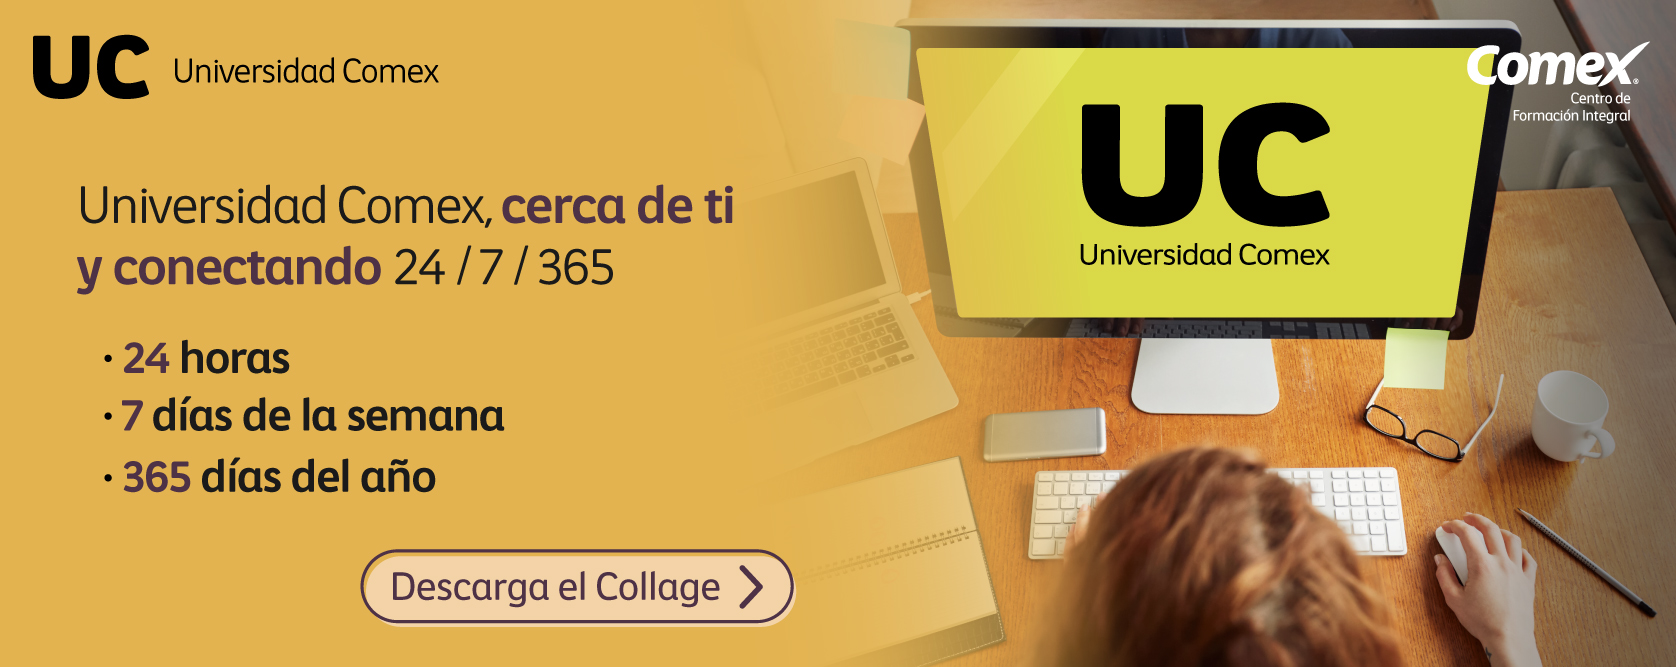 UC Universidad Comex
Comex®
Centro de
Formación Integral
UC
Universidad Comex
Universidad Comex, cerca de ti
y conectando 24 / 7 / 365
· 24 horas
· 7 días de la semana
· 365 días del año
Descarga el Collage